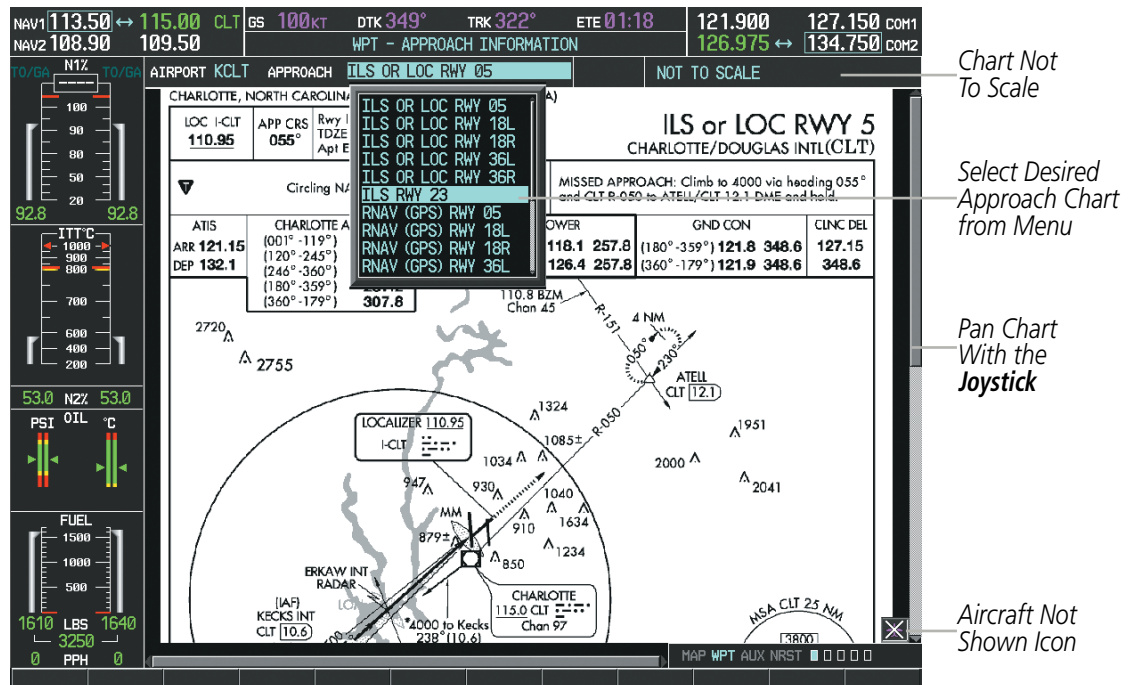 NAV1 113.50 ↔ 115.00 CLT
NAV2 108.90 109.50
GS 100KT DTK 349° TRK 322° ETE 01:18
WPT – APPROACH INFORMATION
121.900 127.150 COM1
126.975 ↔ 134.750 COM2
AIRPORT KCLT APPROACH ILS OR LOC RWY 05 NOT TO SCALE
Chart Not
To Scale
TO/GA N1% TO/GA
100
90
80
50
20
92.8 92.8
ITT°C
1000
900
800
700
600
400
200
53.0 N2% 53.0
PSI OIL °C
FUEL
1500
1000
500
1610 LBS 1640
3250
0 PPH 0
ILS OR LOC RWY 05
ILS OR LOC RWY 18L
ILS OR LOC RWY 18R
ILS OR LOC RWY 36L
ILS OR LOC RWY 36R
ILS RWY 23
RNAV (GPS) RWY 05
RNAV (GPS) RWY 18L
RNAV (GPS) RWY 18R
RNAV (GPS) RWY 36L
Select Desired
Approach Chart
from Menu
CHARLOTTE, NORTH CAROLINA
A)
LOC I-CLT
110.95
APP CRS
055°
Rwy
TDZE
Apt E
ILS or LOC RWY 5
CHARLOTTE/DOUGLAS INTL (CLT)
T
Circling NA
MISSED APPROACH: Climb to 4000 via heading 055°
and CLT R-050 to ATELL/CLT 12.1 DME and hold.
ATIS
ARR 121.15
DEP 132.1
CHARLOTTE A
(001°-119°)
(120°-245°)
(246°-360°)
(180°-359°)
(360°-179°) 307.8
OWER
118.1 257.8
126.4 257.8
GND CON
(180°-359°) 121.8 348.6
(360°-179°) 121.9 348.6
CLNC DEL
127.15
348.6
110.8 BZM
Chan 45
R-151
4 NM
050°
230°
ATELL
CLT 12.1
R-050
2720
2755
LOCALIZER 110.95
I-CLT
1324
1085±
1034
1951
2000
2041
947
930
1040
MM
910
1634
879±
1234
850
ERKAW INT
RADAR
(IAF)
KECKS INT
CLT 10.6
LO
*4000 to Kecks
238° (10.6)
CHARLOTTE
115.0 CLT
Chan 97
MSA CLT 25 NM
3800
Pan Chart
With the
Joystick
Aircraft Not
Shown Icon
MAP WPT AUX NRST